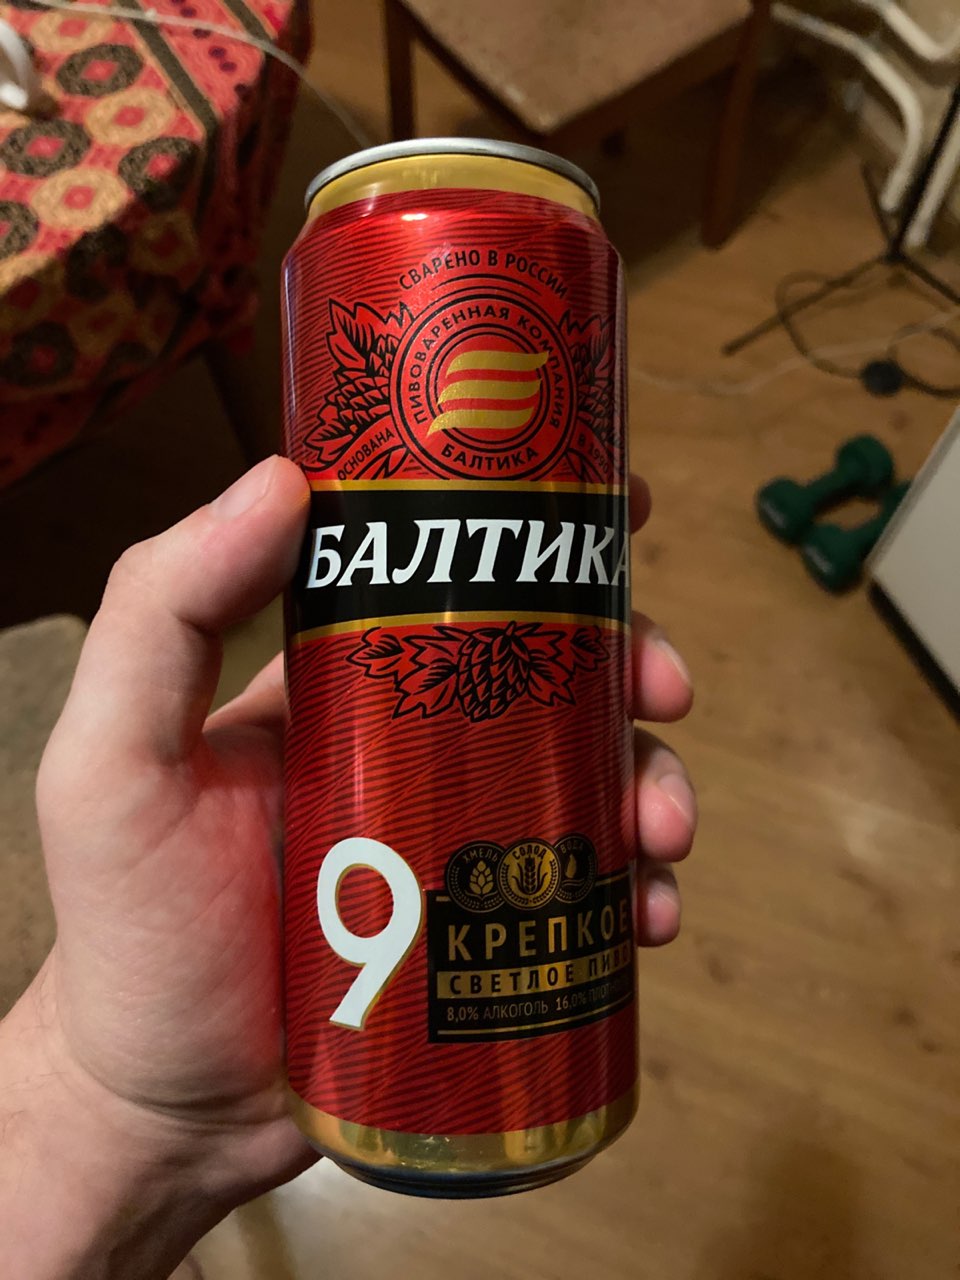 СВАРЕНО В РОССИИ
ПИВОВАРЕННАЯ КОМПАНИЯ
БАЛТИКА
ОСНОВАНА В 1990
БАЛТИКА
9
ХМЕЛЬ СОЛОД ВОДА
КРЕПКОЕ
СВЕТЛОЕ ПИВО
8,0% АЛКОГОЛЬ 16,0%